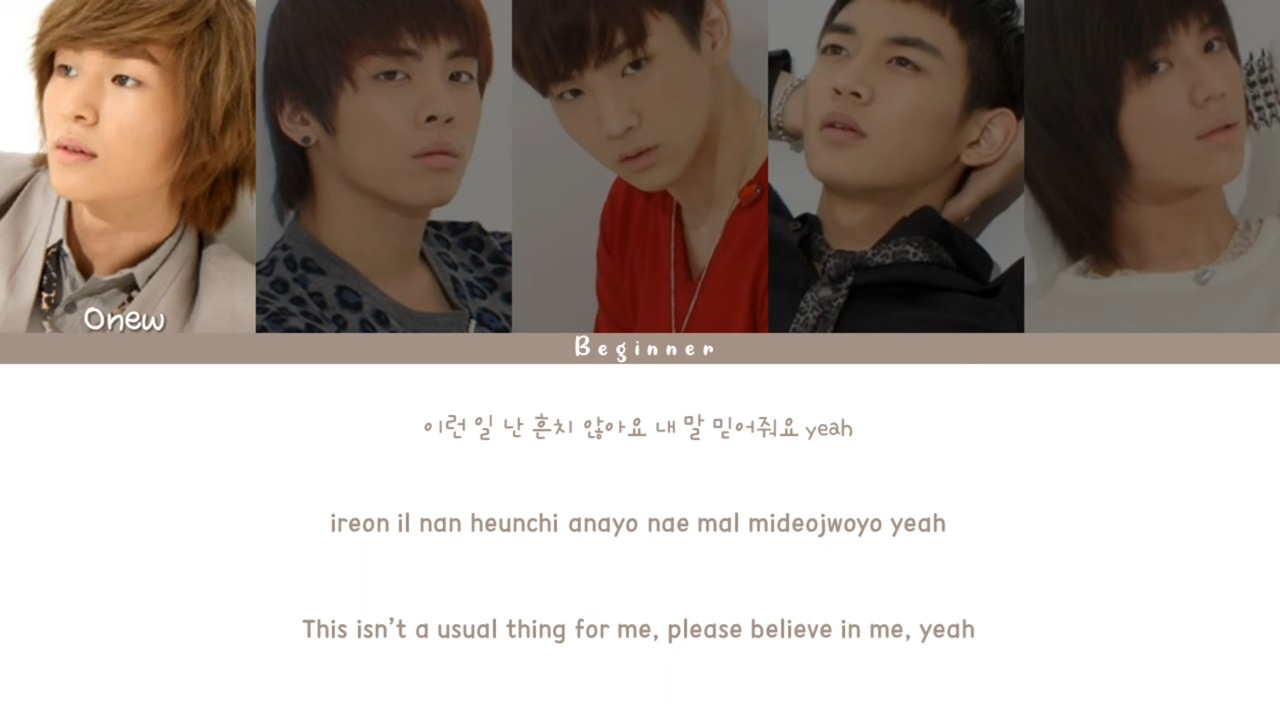 Onew
Beginner
이런 일 난 흔치 않아요 내 말 믿어줘요 yeah
ireon il nan heunchi anayo nae mal mideojwoyo yeah
This isn't a usual thing for me, please believe in me, yeah